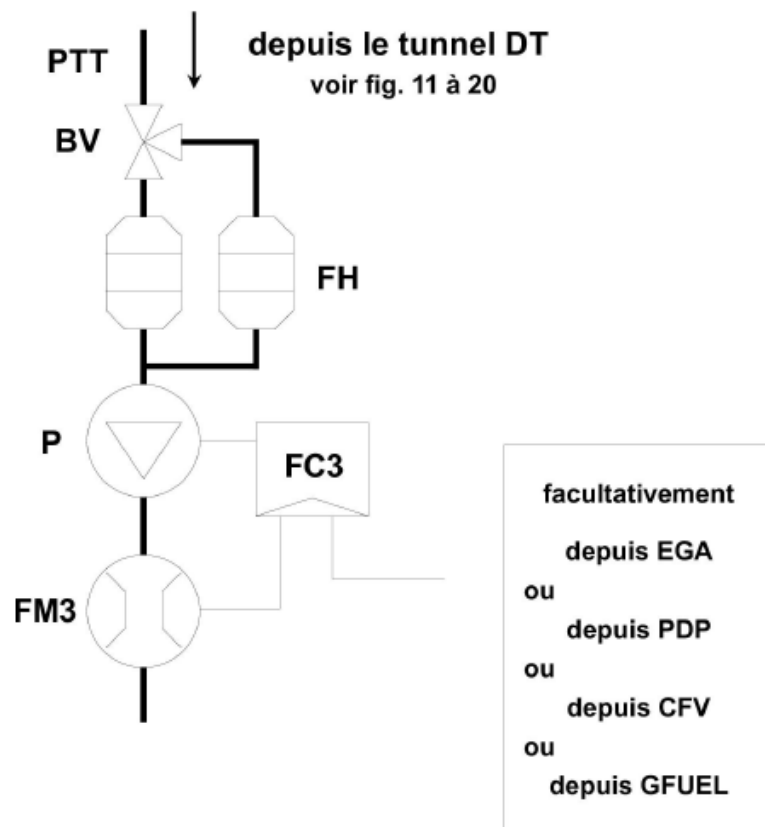 depuis le tunnel DT
voir fig. 11 à 20
PTT
BV
FH
P
FC3
FM3
facultativement
depuis EGA
ou
depuis PDP
ou
depuis CFV
ou
depuis GFUEL